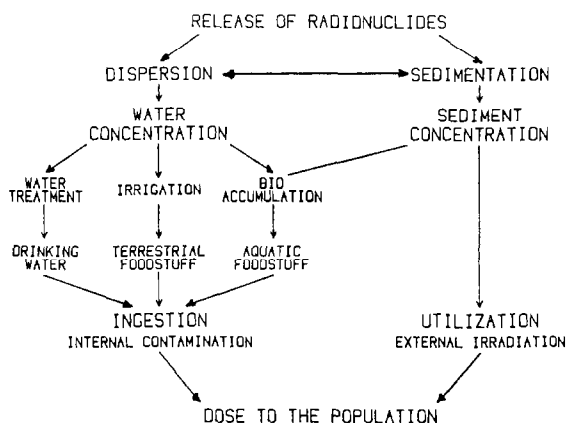 RELEASE OF RADIONUCLIDES
DISPERSION
SEDIMENTATION
WATER
CONCENTRATION
SEDIMENT
CONCENTRATION
WATER
TREATMENT
IRRIGATION
BIO
ACCUMULATION
DRINKING
WATER
TERRESTRIAL
FOODSTUFF
AQUATIC
FOODSTUFF
INGESTION
INTERNAL CONTAMINATION
UTILIZATION
EXTERNAL IRRADIATION
DOSE TO THE POPULATION